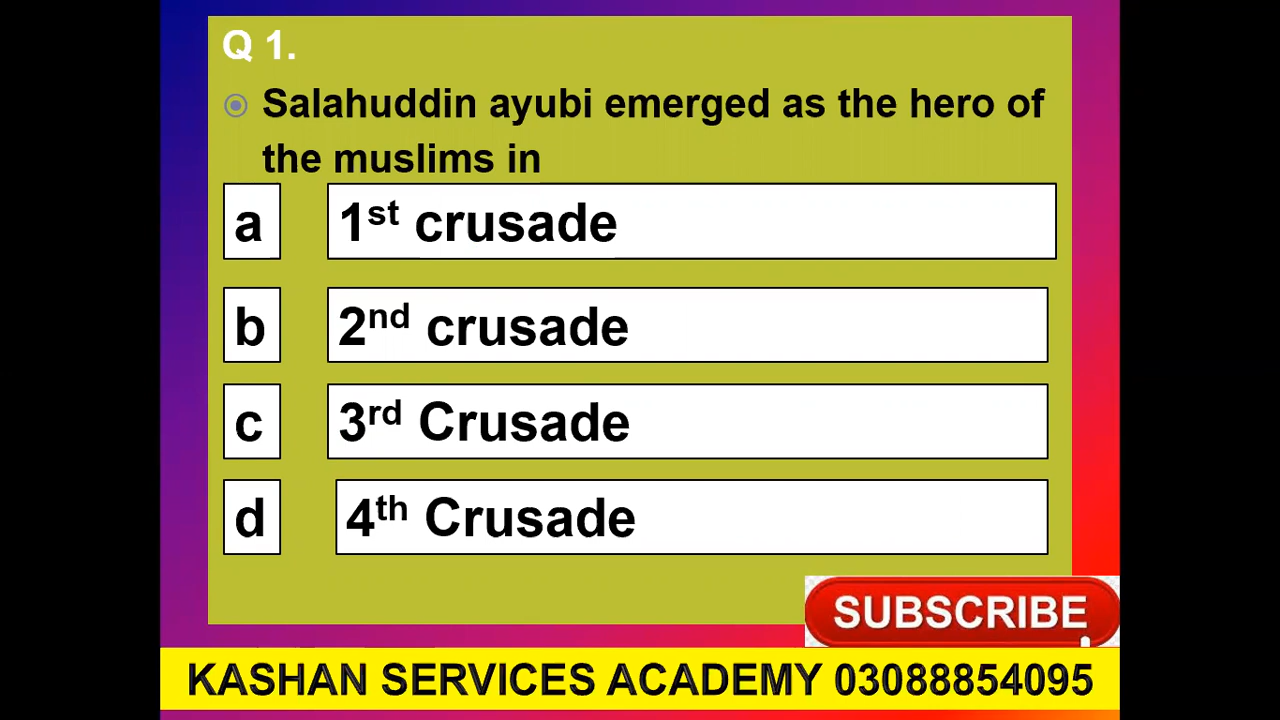 Q 1.
Salahuddin ayubi emerged as the hero of
the muslims in
a 1st crusade
b 2nd crusade
c 3rd Crusade
d 4th Crusade
SUBSCRIBE
KASHAN SERVICES ACADEMY 03088854095